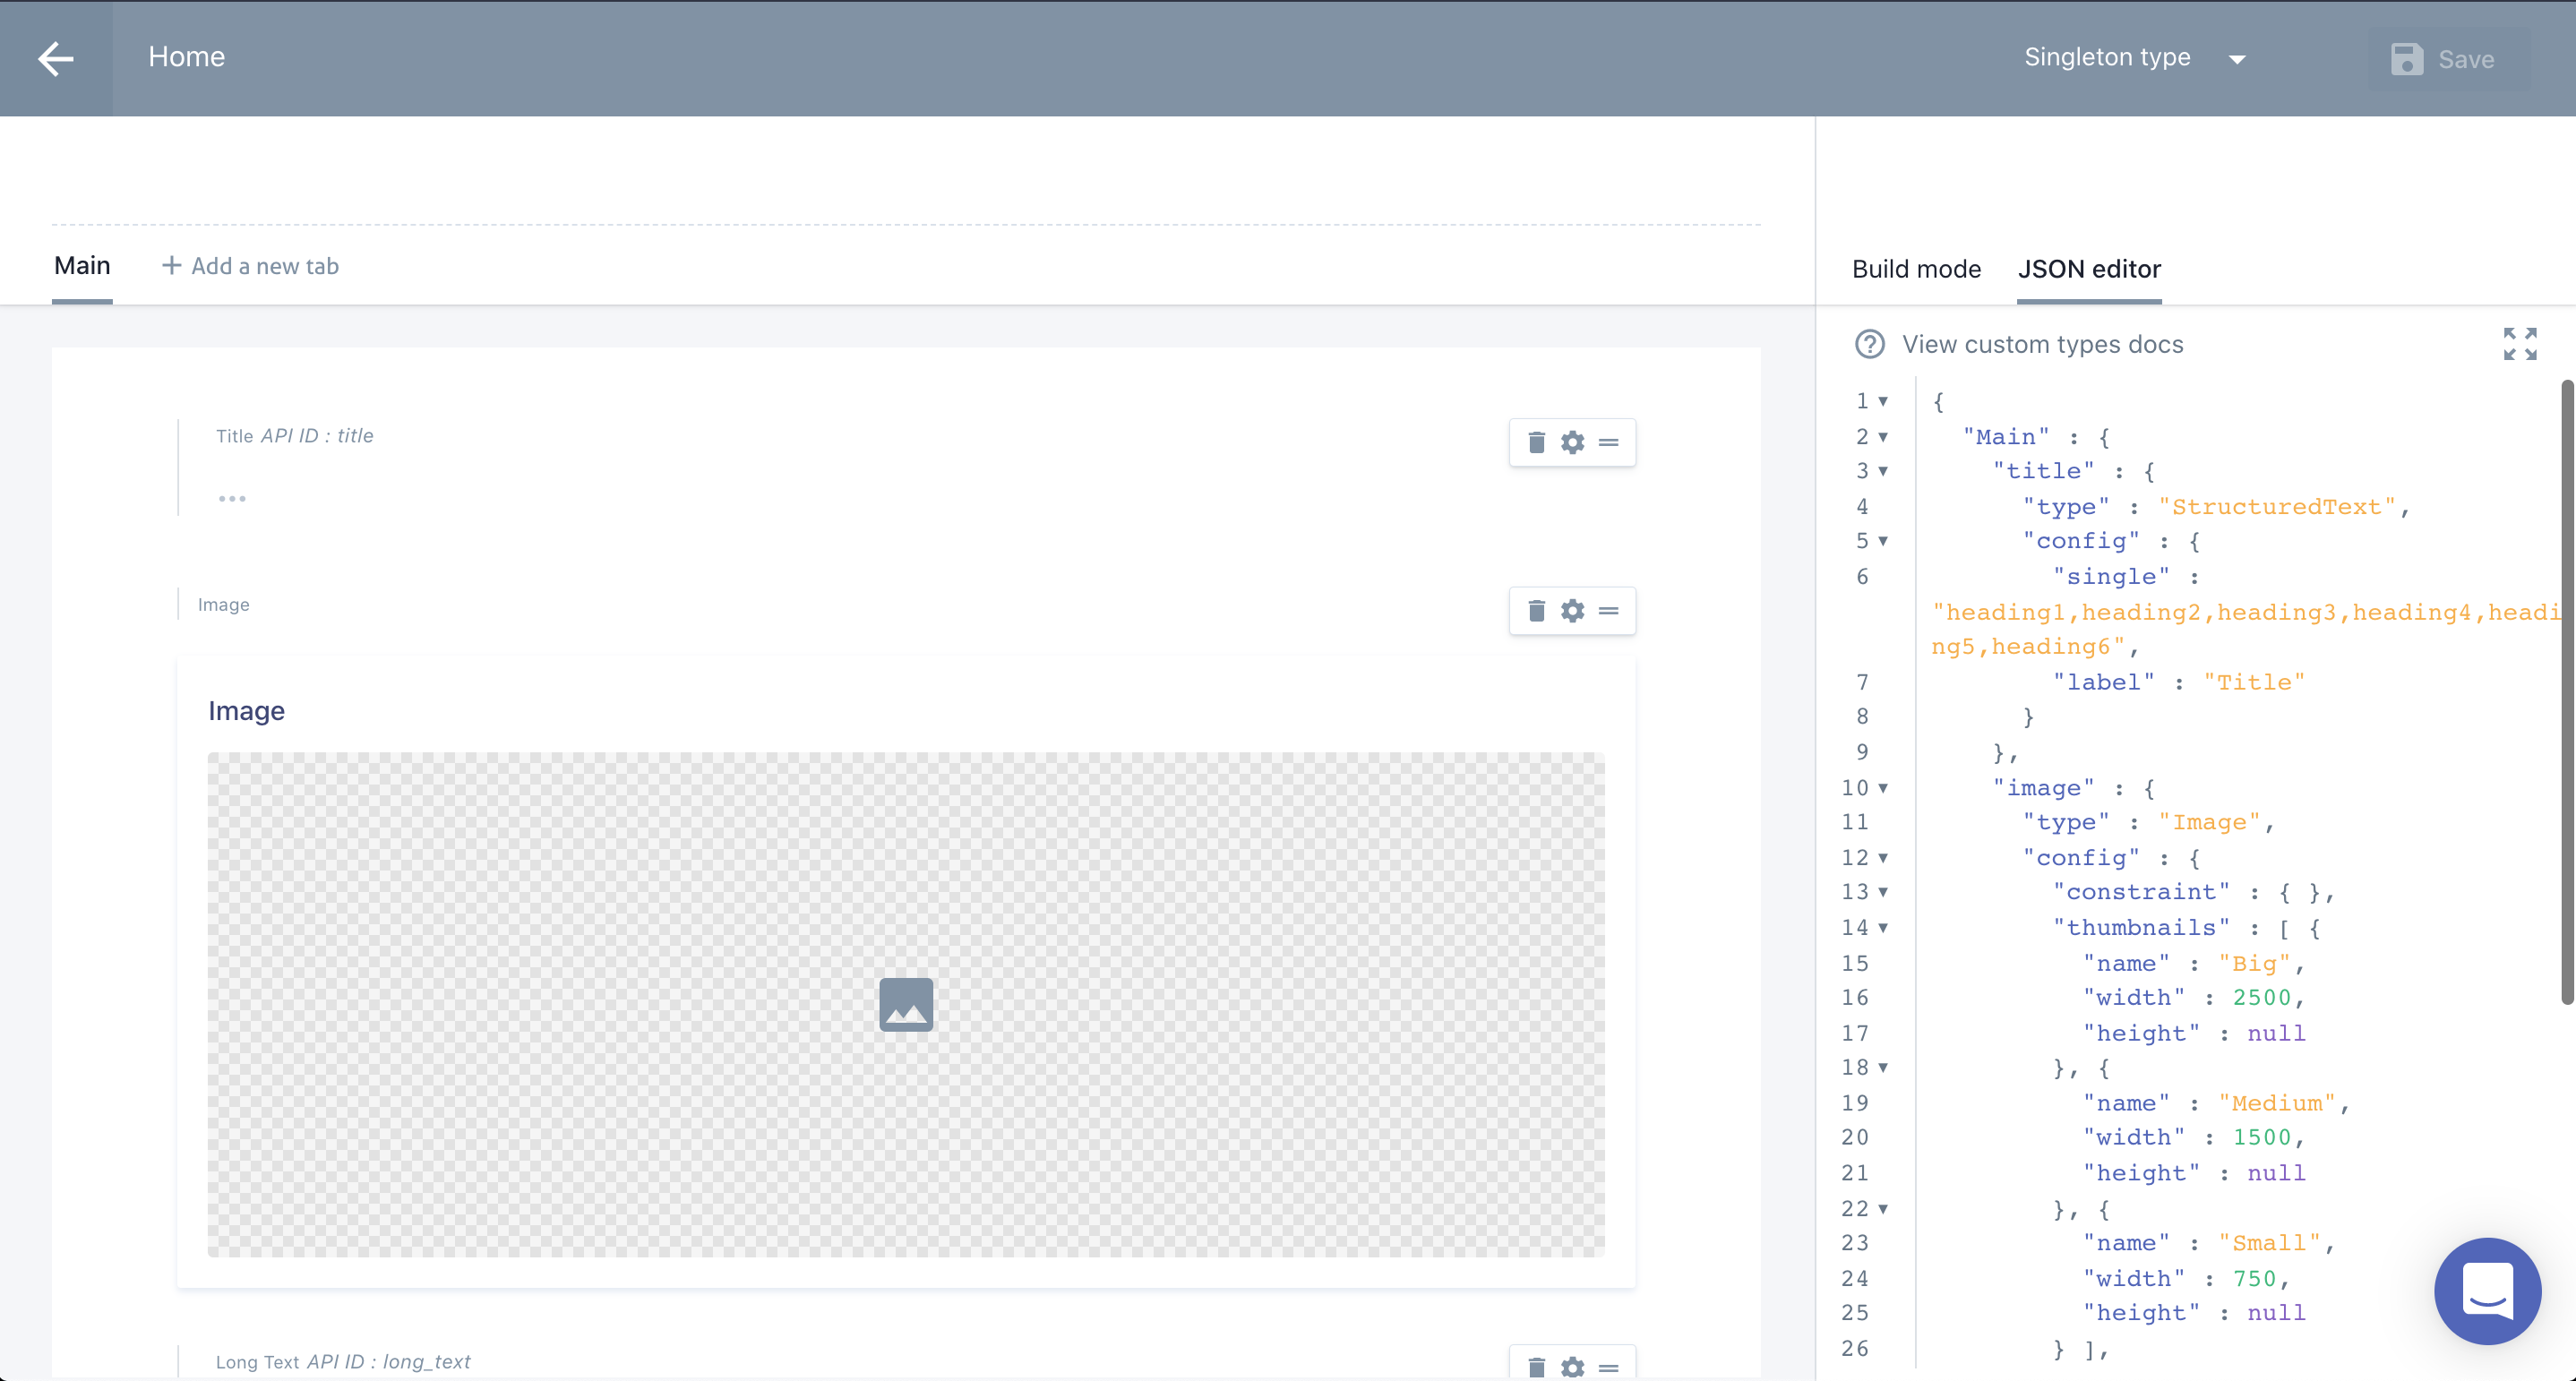 Home
Singleton type
Save
Main
+ Add a new tab
Build mode
JSON editor
View custom types docs
Title API ID : title
...
Image
Image
Long Text API ID : long_text
1 {
2 "Main" : {
3 "title" : {
4 "type" : "StructuredText",
5 "config" : {
6 "single" :
"heading1,heading2,heading3,heading4,headi
ng5,heading6",
7 "label" : "Title"
8 }
9 },
10 "image" : {
11 "type" : "Image",
12 "config" : {
13 "constraint" : { },
14 "thumbnails" : [ {
15 "name" : "Big",
16 "width" : 2500,
17 "height" : null
18 }, {
19 "name" : "Medium",
20 "width" : 1500,
21 "height" : null
22 }, {
23 "name" : "Small",
24 "width" : 750,
25 "height" : null
26 } ],